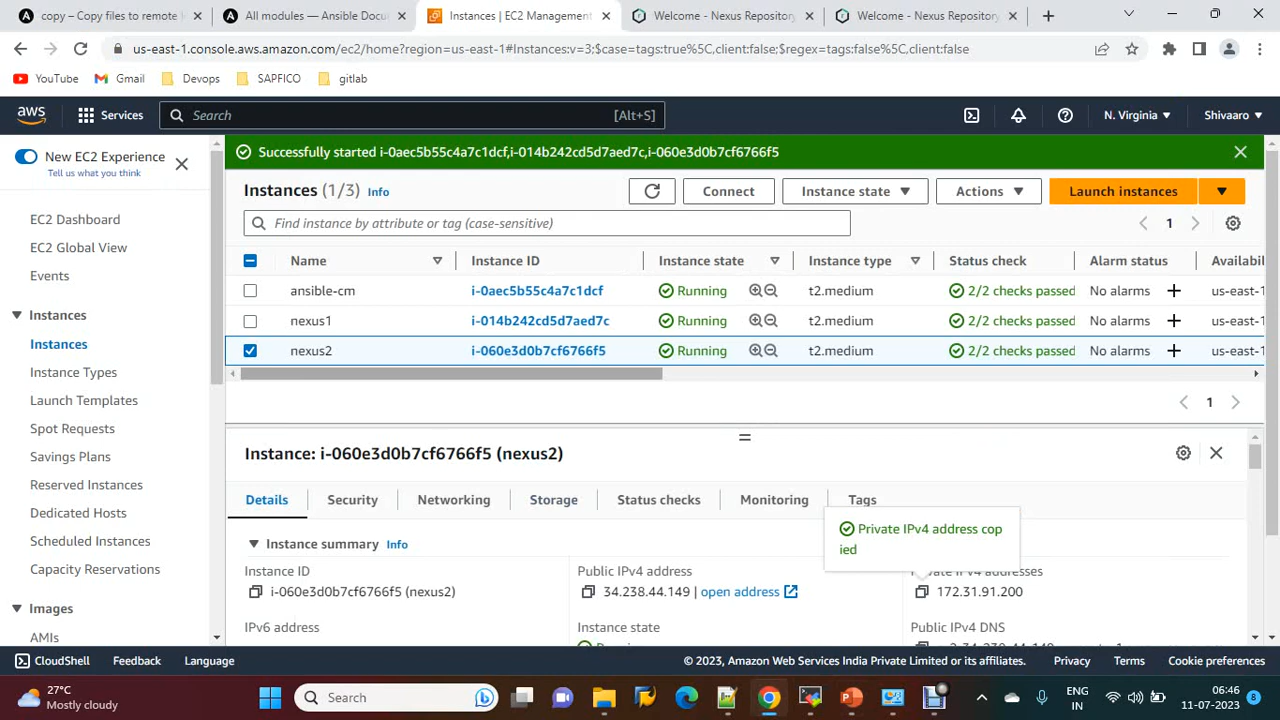 copy – Copy files to remote
All modules — Ansible Docu
Instances | EC2 Management
Welcome - Nexus Repository
Welcome - Nexus Repository
us-east-1.console.aws.amazon.com/ec2/home?region=us-east-1#Instances:v=3;$case=tags:true%5C,client:false;$regex=tags:false%5C,client:false
YouTube Gmail Devops SAPFICO gitlab
aws Services Search [Alt+S] N. Virginia Shivaaro
New EC2 Experience
Tell us what you think
EC2 Dashboard
EC2 Global View
Events
Instances
Instances
Instance Types
Launch Templates
Spot Requests
Savings Plans
Reserved Instances
Dedicated Hosts
Scheduled Instances
Capacity Reservations
Images
AMIs
Successfully started i-0aec5b55c4a7c1dcf,i-014b242cd5d7aed7c,i-060e3d0b7cf6766f5
Instances (1/3) Info Connect Instance state Actions Launch instances
Find instance by attribute or tag (case-sensitive) 1
Name Instance ID Instance state Instance type Status check Alarm status Availabi
ansible-cm i-0aec5b55c4a7c1dcf Running t2.medium 2/2 checks passed No alarms + us-east-1
nexus1 i-014b242cd5d7aed7c Running t2.medium 2/2 checks passed No alarms + us-east-1
nexus2 i-060e3d0b7cf6766f5 Running t2.medium 2/2 checks passed No alarms + us-east-1
1
Instance: i-060e3d0b7cf6766f5 (nexus2)
Details Security Networking Storage Status checks Monitoring Tags
Private IPv4 address cop
ied
Instance summary Info
Instance ID Public IPv4 address Private IPv4 addresses
i-060e3d0b7cf6766f5 (nexus2) 34.238.44.149 | open address 172.31.91.200
IPv6 address Instance state Public IPv4 DNS
CloudShell Feedback Language © 2023, Amazon Web Services India Private Limited or its affiliates. Privacy Terms Cookie preferences
27°C
Mostly cloudy
Search
ENG
IN
06:46
11-07-2023
8